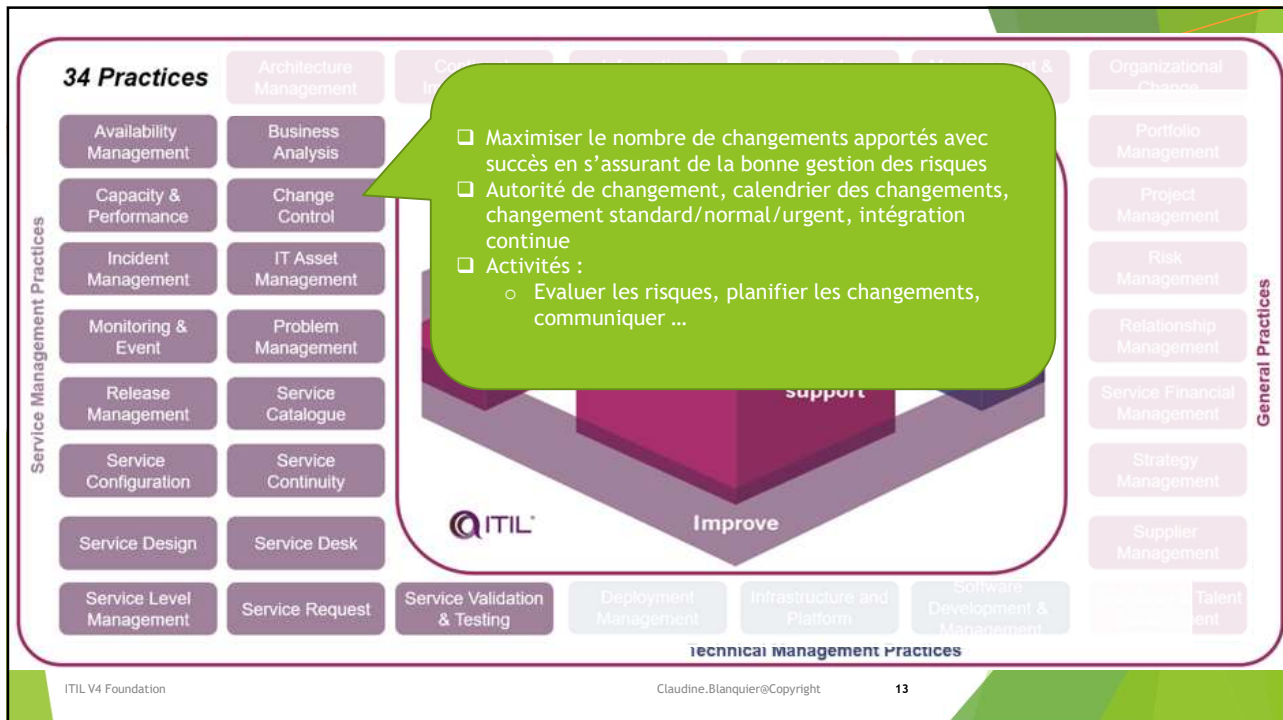 34 Practices
Architecture
Management
Organizational
Change
Availability
Management
Business
Analysis
Capacity &
Performance
Change
Control
Incident
Management
IT Asset
Management
Monitoring &
Event
Problem
Management
Release
Management
Service
Catalogue
Service
Configuration
Service
Continuity
Service Design
Service Desk
Service Level
Management
Service Request
Service Validation
& Testing
Service Management Practices
❑ Maximiser le nombre de changements apportés avec
succès en s’assurant de la bonne gestion des risques
❑ Autorité de changement, calendrier des changements,
changement standard/normal/urgent, intégration
continue
❑ Activités :
o Evaluer les risques, planifier les changements,
communiquer …
support
Improve
ITIL
Portfolio
Management
Project
Management
Risk
Management
Relationship
Management
Service Financial
Management
Strategy
Management
Supplier
Management
General Practices
Deployment
Management
Infrastructure and
Platform
Software
Development &
Management
Talent
Technical Management Practices
ITIL V4 Foundation
Claudine.Blanquier@Copyright
13